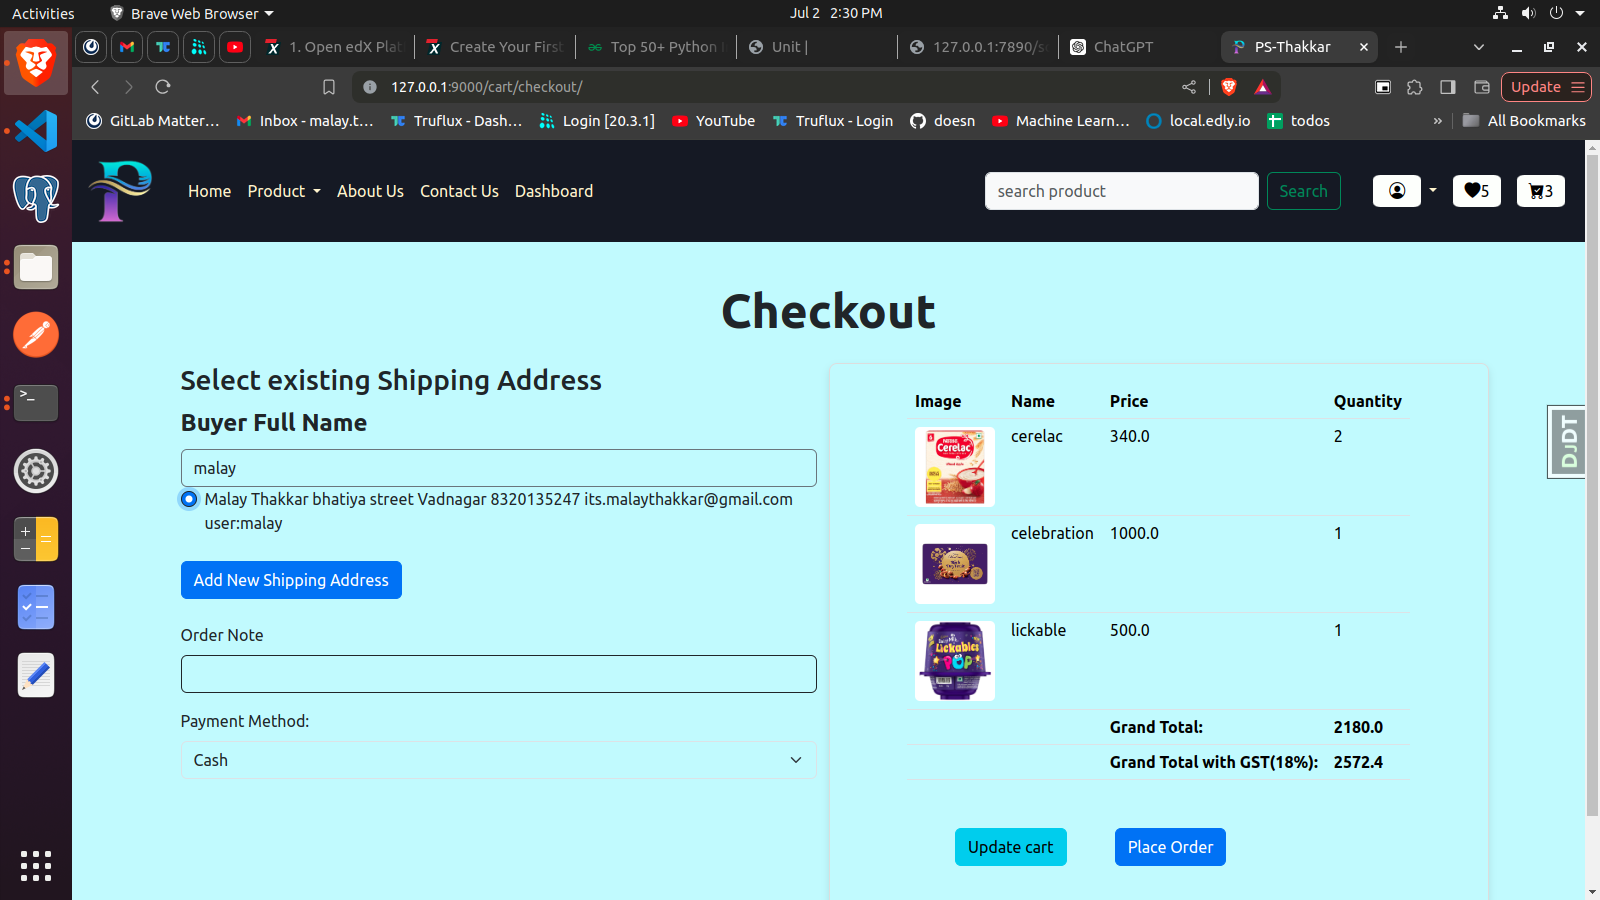 Activities
Brave Web Browser
Jul 2 2:30 PM
1. Open edX Plat
Create Your First
Top 50+ Python
Unit |
127.0.0.1:7890/s
ChatGPT
PS-Thakkar
127.0.0.1:9000/cart/checkout/
Update
GitLab Matter...
Inbox - malay.t...
Truflux - Dash...
Login [20.3.1]
YouTube
Truflux - Login
doesn
Machine Learn...
local.edly.io
todos
»
All Bookmarks
Home
Product
About Us
Contact Us
Dashboard
search product
Search
5
3
Checkout
Select existing Shipping Address
Buyer Full Name
malay
Malay Thakkar bhatiya street Vadnagar 8320135247 its.malaythakkar@gmail.com
user:malay
Add New Shipping Address
Order Note
Payment Method:
Cash
Image Name Price Quantity
Cerelac
cerelac 340.0 2
celebration 1000.0 1
Lickables
POP
lickable 500.0 1
Grand Total: 2180.0
Grand Total with GST(18%): 2572.4
Update cart
Place Order
DJDT